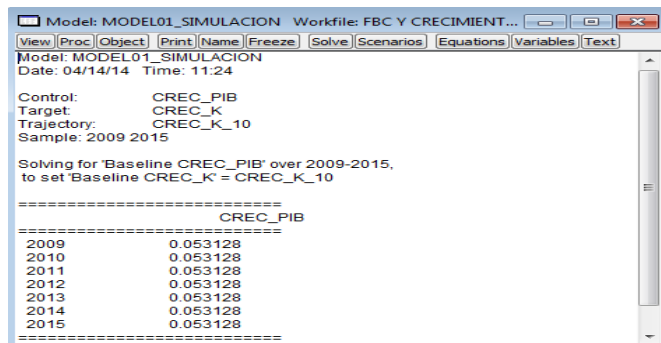 Model: MODEL01_SIMULACION Workfile: FBC Y CRECIMIENT...
View Proc Object Print Name Freeze Solve Scenarios Equations Variables Text
Model: MODEL01_SIMULACION
Date: 04/14/14 Time: 11:24
Control: CREC_PIB
Target: CREC_K
Trajectory: CREC_K_10
Sample: 2009 2015
Solving for 'Baseline CREC_PIB' over 2009-2015,
to set 'Baseline CREC_K' = CREC_K_10
============================
CREC_PIB
============================
2009 0.053128
2010 0.053128
2011 0.053128
2012 0.053128
2013 0.053128
2014 0.053128
2015 0.053128
============================